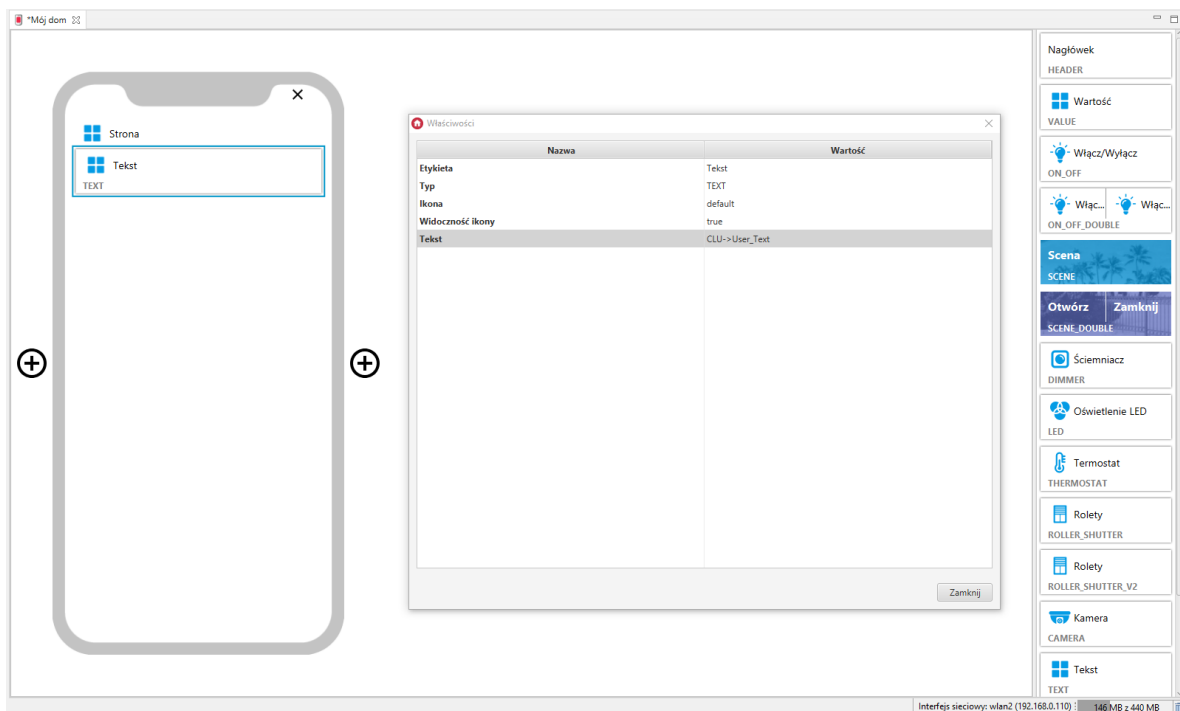 *Mój dom
Strona
Tekst
TEXT
Właściwości
Nazwa Wartość
Etykieta Tekst
Typ TEXT
Ikona default
Widoczność ikony true
Tekst CLU->User_Text
Zamknij
Nagłówek
HEADER
Wartość
VALUE
Włącz/Wyłącz
ON_OFF
Włąc... Włąc...
ON_OFF_DOUBLE
Scena
SCENE
Otwórz Zamknij
SCENE_DOUBLE
Ściemniacz
DIMMER
Oświetlenie LED
LED
Termostat
THERMOSTAT
Rolety
ROLLER_SHUTTER
Rolety
ROLLER_SHUTTER_V2
Kamera
CAMERA
Tekst
TEXT
Interfejs sieciowy: wlan2 (192.168.0.110) 146 MB z 440 MB